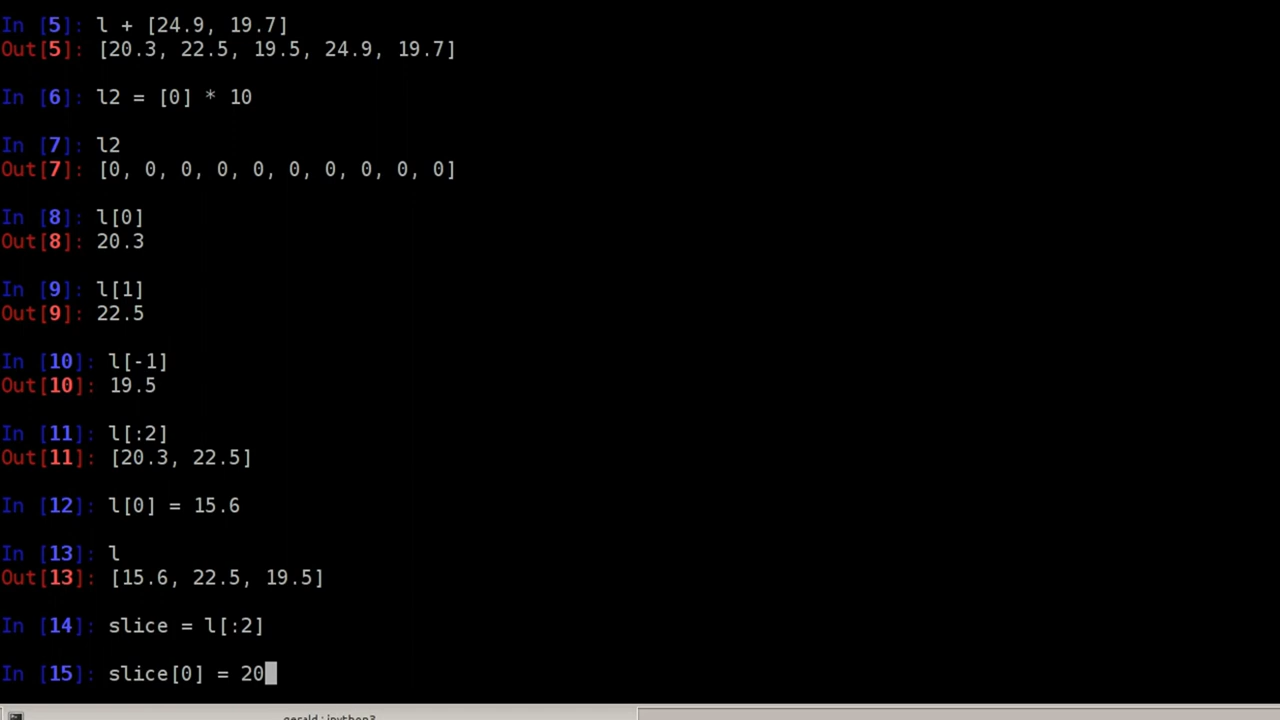 In [5]: l + [24.9, 19.7]
Out[5]: [20.3, 22.5, 19.5, 24.9, 19.7]
In [6]: l2 = [0] * 10
In [7]: l2
Out[7]: [0, 0, 0, 0, 0, 0, 0, 0, 0, 0]
In [8]: l[0]
Out[8]: 20.3
In [9]: l[1]
Out[9]: 22.5
In [10]: l[-1]
Out[10]: 19.5
In [11]: l[:2]
Out[11]: [20.3, 22.5]
In [12]: l[0] = 15.6
In [13]: l
Out[13]: [15.6, 22.5, 19.5]
In [14]: slice = l[:2]
In [15]: slice[0] = 20
gerald : ipython3